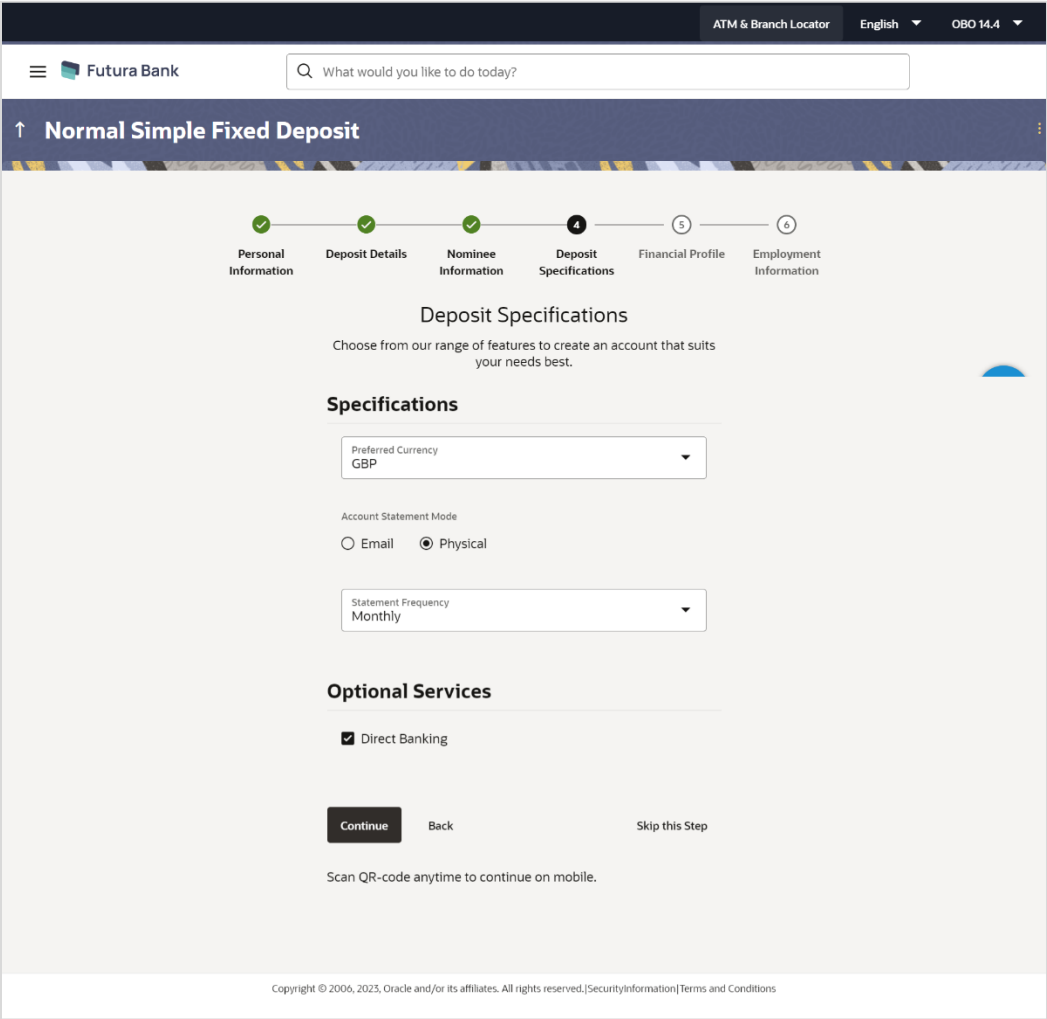 ATM & Branch Locator English OBO 14.4
Futura Bank What would you like to do today?
Normal Simple Fixed Deposit
4 5 6
Personal Information
Deposit Details
Nominee Information
Deposit Specifications
Financial Profile
Employment Information
Deposit Specifications
Choose from our range of features to create an account that suits
your needs best.
Specifications
Preferred Currency
GBP
Account Statement Mode
Email Physical
Statement Frequency
Monthly
Optional Services
Direct Banking
Continue Back Skip this Step
Scan QR-code anytime to continue on mobile.
Copyright © 2006, 2023, Oracle and/or its affiliates. All rights reserved.|SecurityInformation|Terms and Conditions